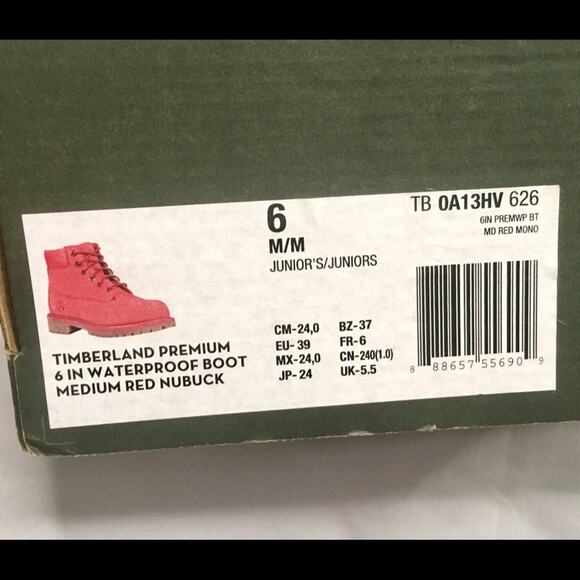 6
M/M
JUNIOR'S/JUNIORS
TB 0A13HV 626
6IN PREMWP BT
MD RED MONO
CM-24,0 BZ-37
EU- 39 FR-6
MX-24,0 CN-240(1.0)
JP-24 UK-5.5
TIMBERLAND PREMIUM
6 IN WATERPROOF BOOT
MEDIUM RED NUBUCK
8 88657 55690 9